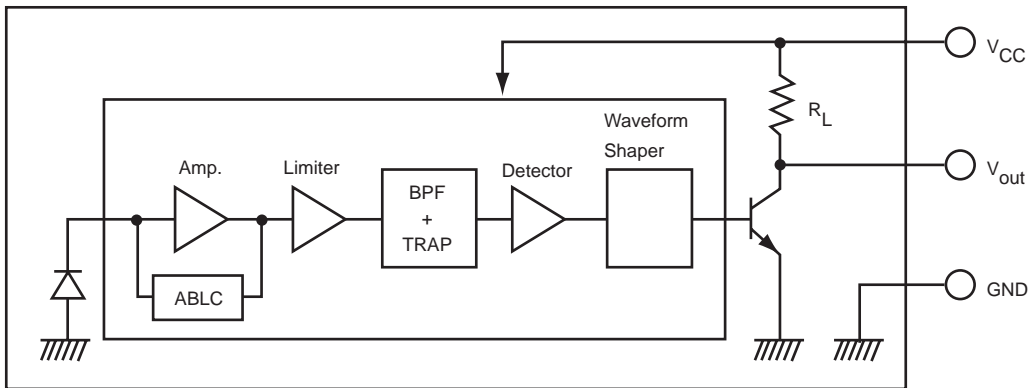 V_CC
Waveform
Shaper
R_L
Amp.
Limiter
BPF
+
TRAP
Detector
V_out
ABLC
GND